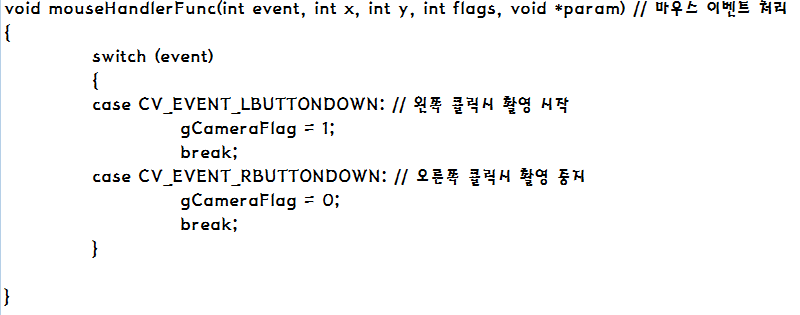 void mouseHandlerFunc(int event, int x, int y, int flags, void *param) // 마우스 이벤트 처리
{
switch (event)
{
case CV_EVENT_LBUTTONDOWN: // 왼쪽 클릭시 촬영 시작
gCameraFlag = 1;
break;
case CV_EVENT_RBUTTONDOWN: // 오른쪽 클릭시 촬영 중지
gCameraFlag = 0;
break;
}
}